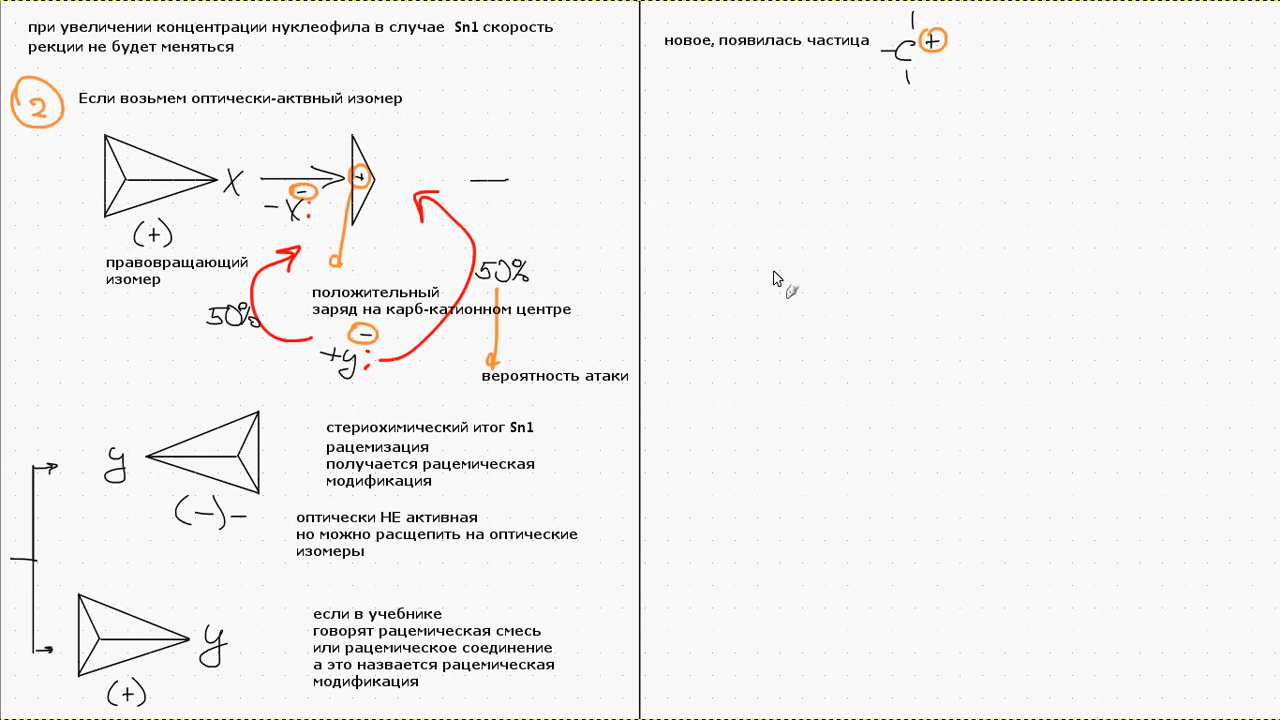 при увеличении концентрации нуклеофила в случае Sn1 скорость
рекции не будет меняться
2
Если возьмем оптически-актвный изомер
X
+
−
− X :
(+)
правовращающий
изомер
50%
50%
положительный
заряд на карб-катионном центре
−
+y :
вероятность атаки
y
(−)-
стериохимический итог Sn1
рацемизация
получается рацемическая
модификация
оптически НЕ активная
но можно расщепить на оптические
изомеры
y
(+)
если в учебнике
говорят рацемическая смесь
или рацемическое соединение
а это назвается рацемическая
модификация
новое, появилась частица
C +